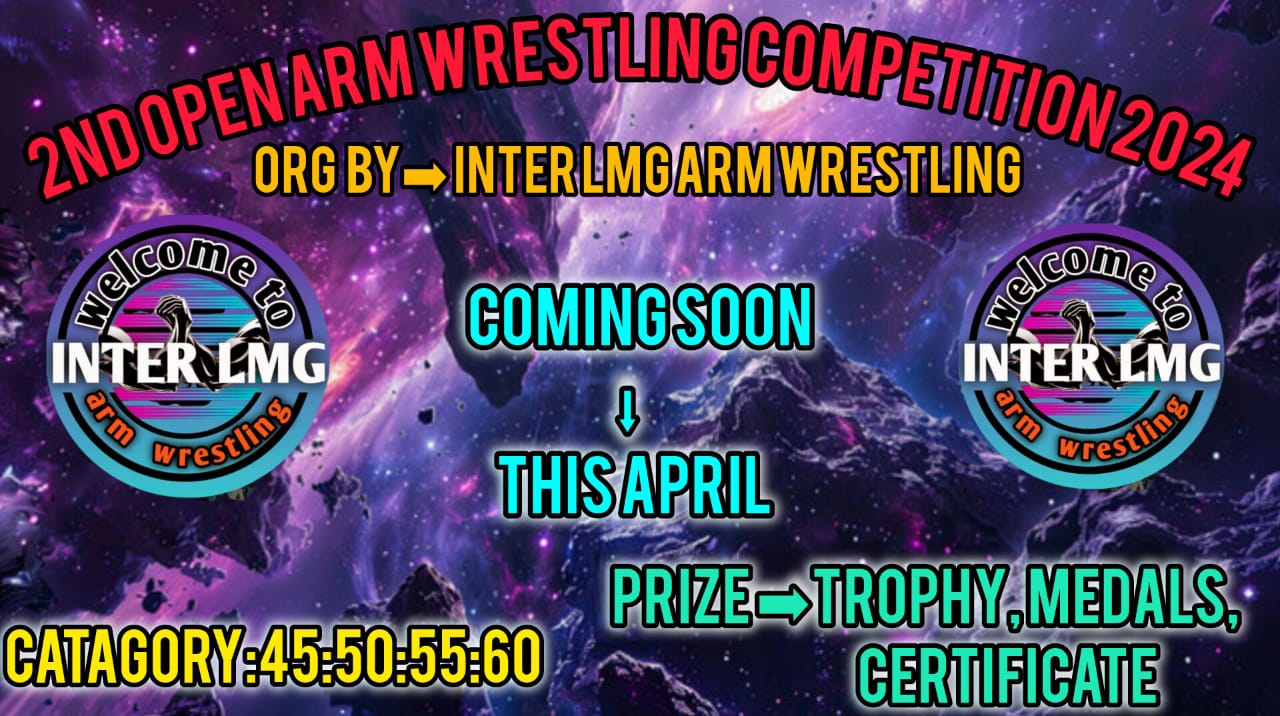 2ND OPEN ARM WRESTLING COMPETITION 2024
ORG BY➡INTER LMG ARM WRESTLING
welcome to
INTER LMG
arm wrestling
welcome to
INTER LMG
arm wrestling
COMING SOON
↓
THIS APRIL
PRIZE➡TROPHY, MEDALS,
CERTIFICATE
CATAGORY:45:50:55:60